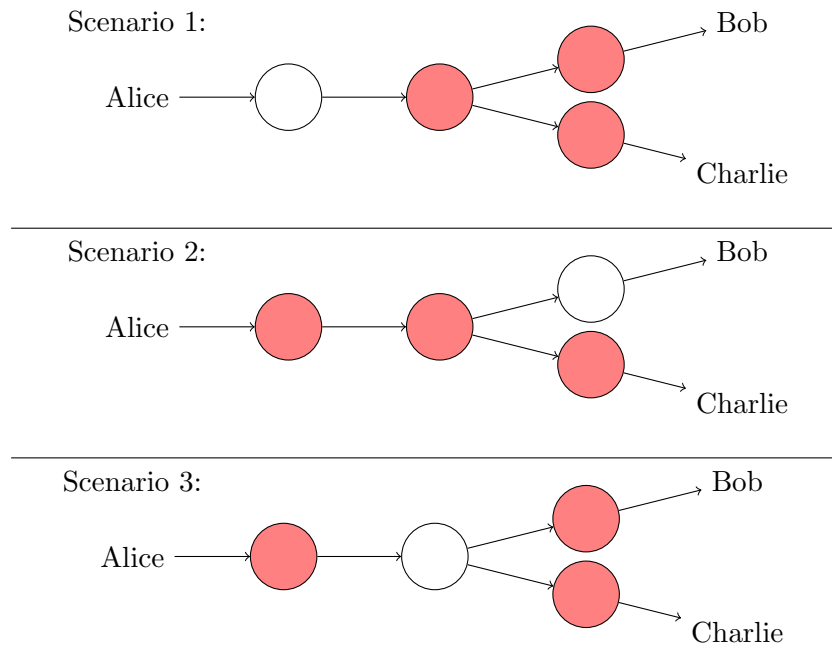 Scenario 1:
Bob
Alice
Charlie
Scenario 2:
Bob
Alice
Charlie
Scenario 3:
Bob
Alice
Charlie